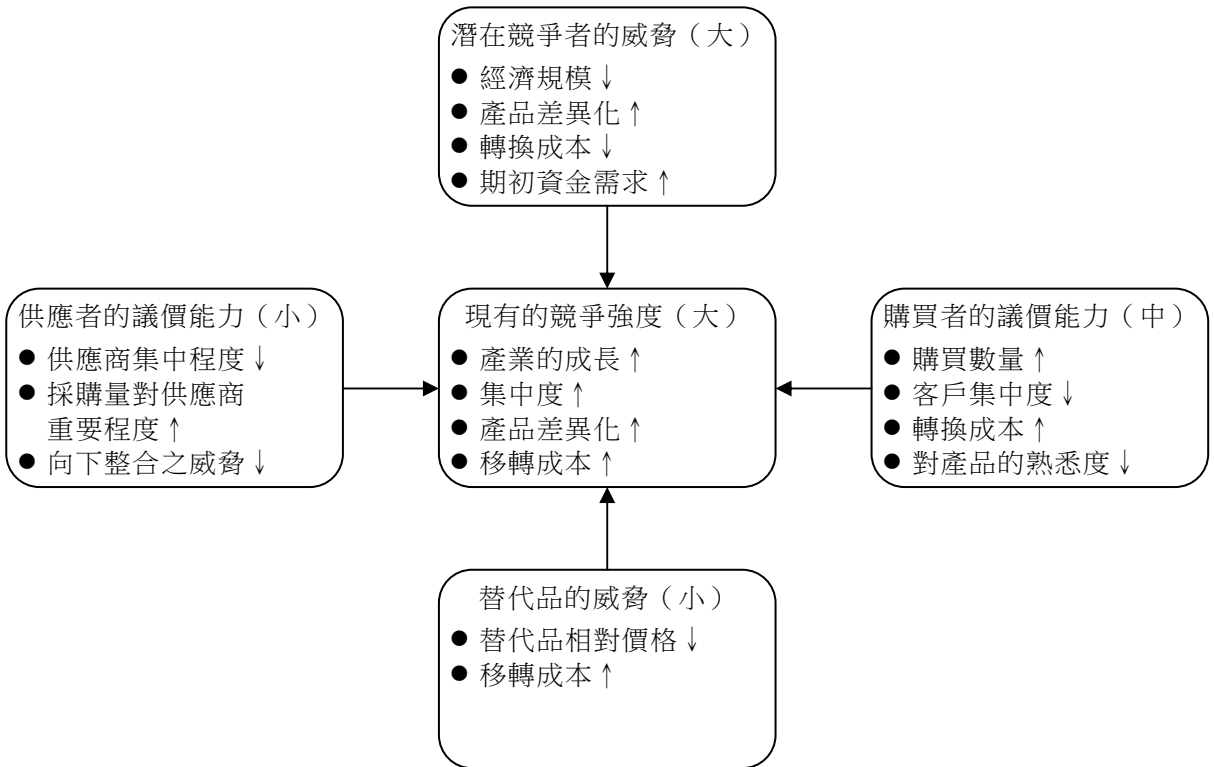 潛在競爭者的威脅（大）
● 經濟規模↓
● 產品差異化↑
● 轉換成本↓
● 期初資金需求↑
供應者的議價能力（小）
● 供應商集中程度↓
● 採購量對供應商
重要程度↑
● 向下整合之威脅↓
現有的競爭強度（大）
● 產業的成長↑
● 集中度↑
● 產品差異化↑
● 移轉成本↑
購買者的議價能力（中）
● 購買數量↑
● 客戶集中度↓
● 轉換成本↑
● 對產品的熟悉度↓
替代品的威脅（小）
● 替代品相對價格↓
● 移轉成本↑